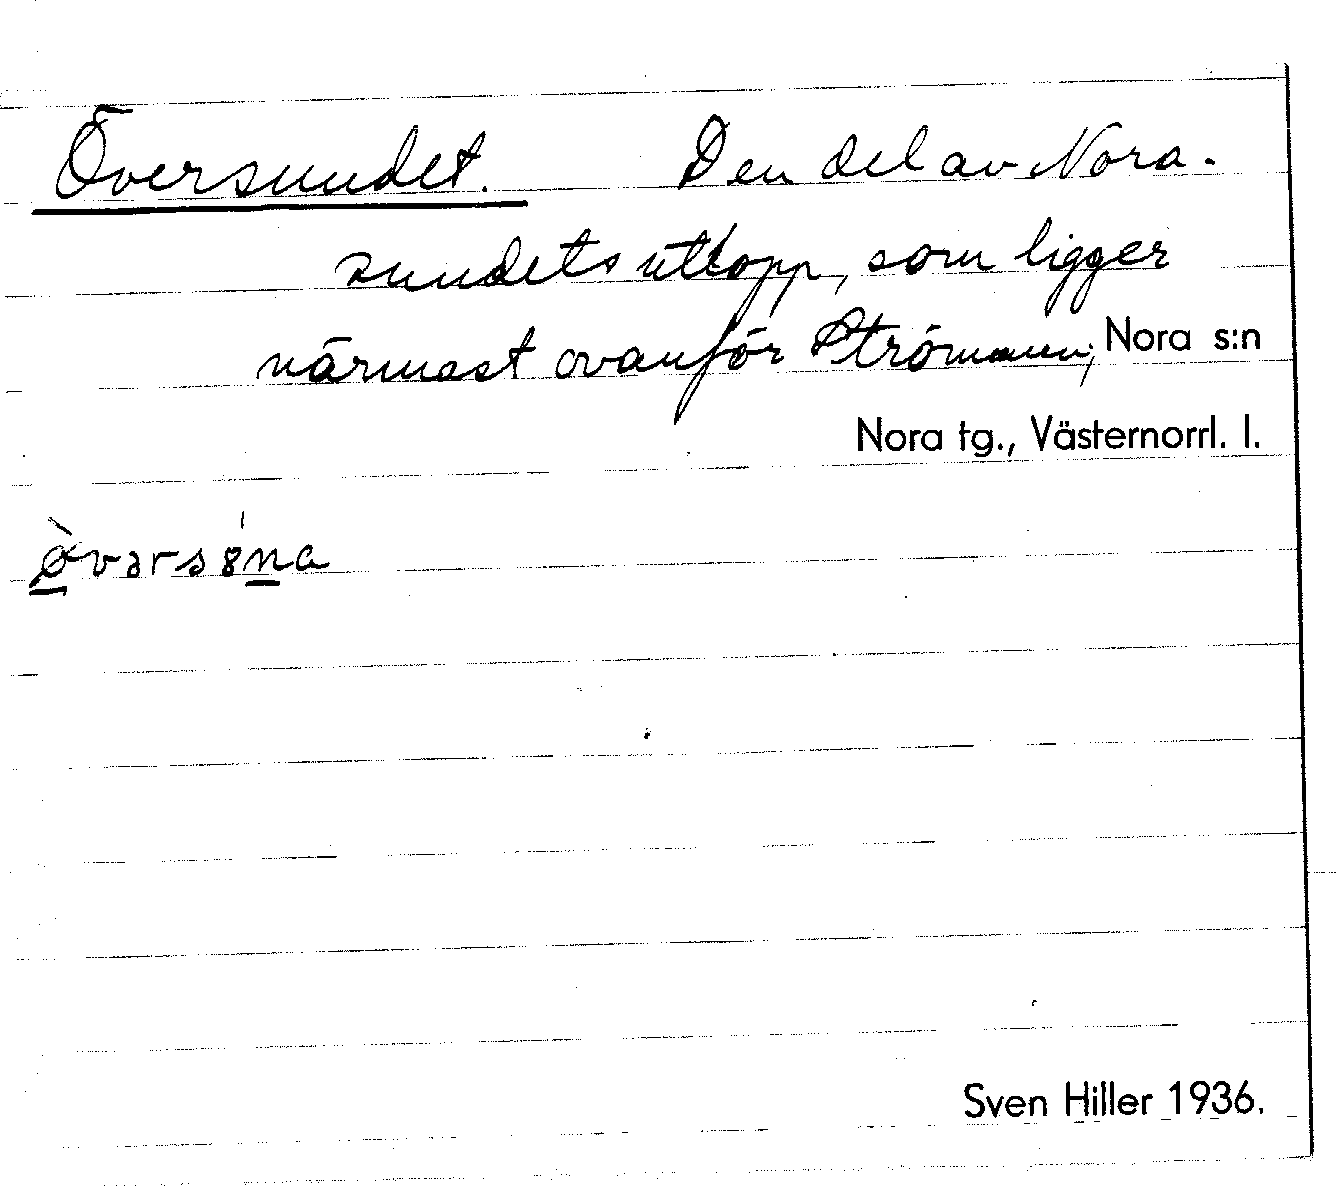 Översundet. Den del av Nora-
sundets utlopp, som ligger
närmast ovanför Strömmen, Nora s:n
Nora tg., Västernorrl. l.
Sven Hiller 1936.